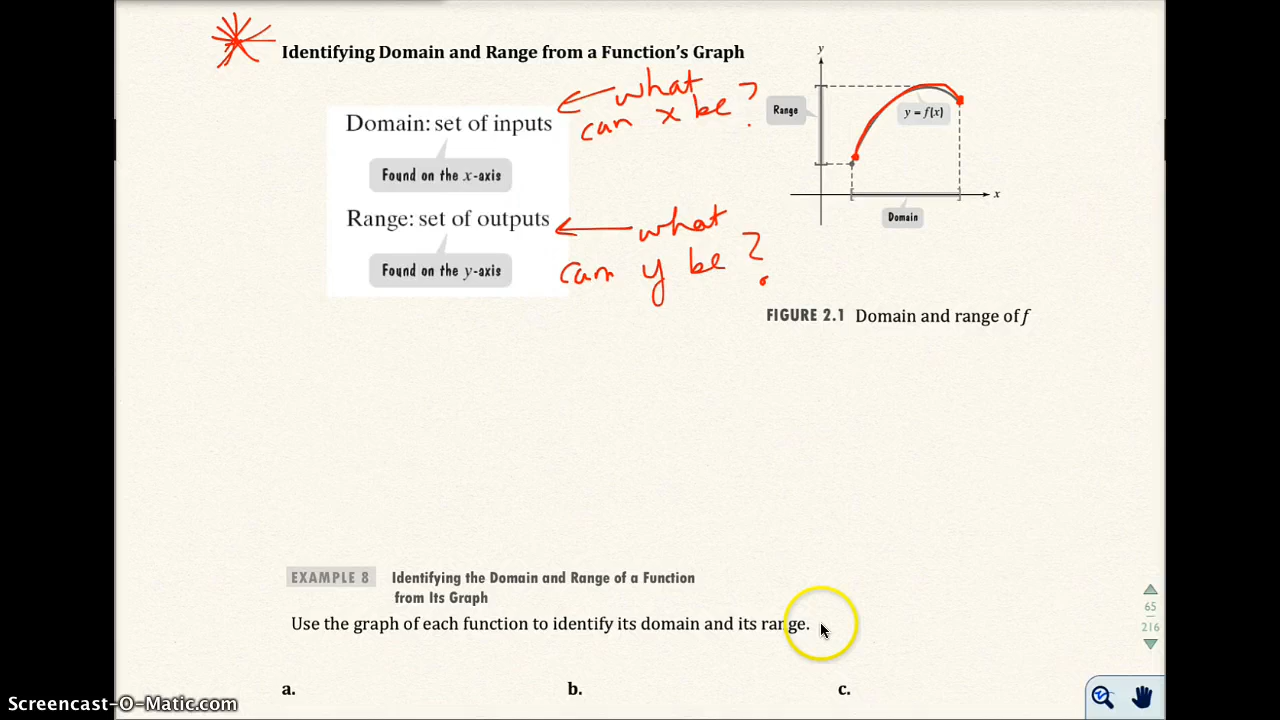 Identifying Domain and Range from a Function's Graph
Domain: set of inputs
Found on the x-axis
Range: set of outputs
Found on the y-axis
what
can x be?
what
can y be?
y
Range
y = f(x)
x
Domain
FIGURE 2.1 Domain and range of f
EXAMPLE 8 Identifying the Domain and Range of a Function
from Its Graph
Use the graph of each function to identify its domain and its range.
a. b. c.
65
216
Screencast-O-Matic.com